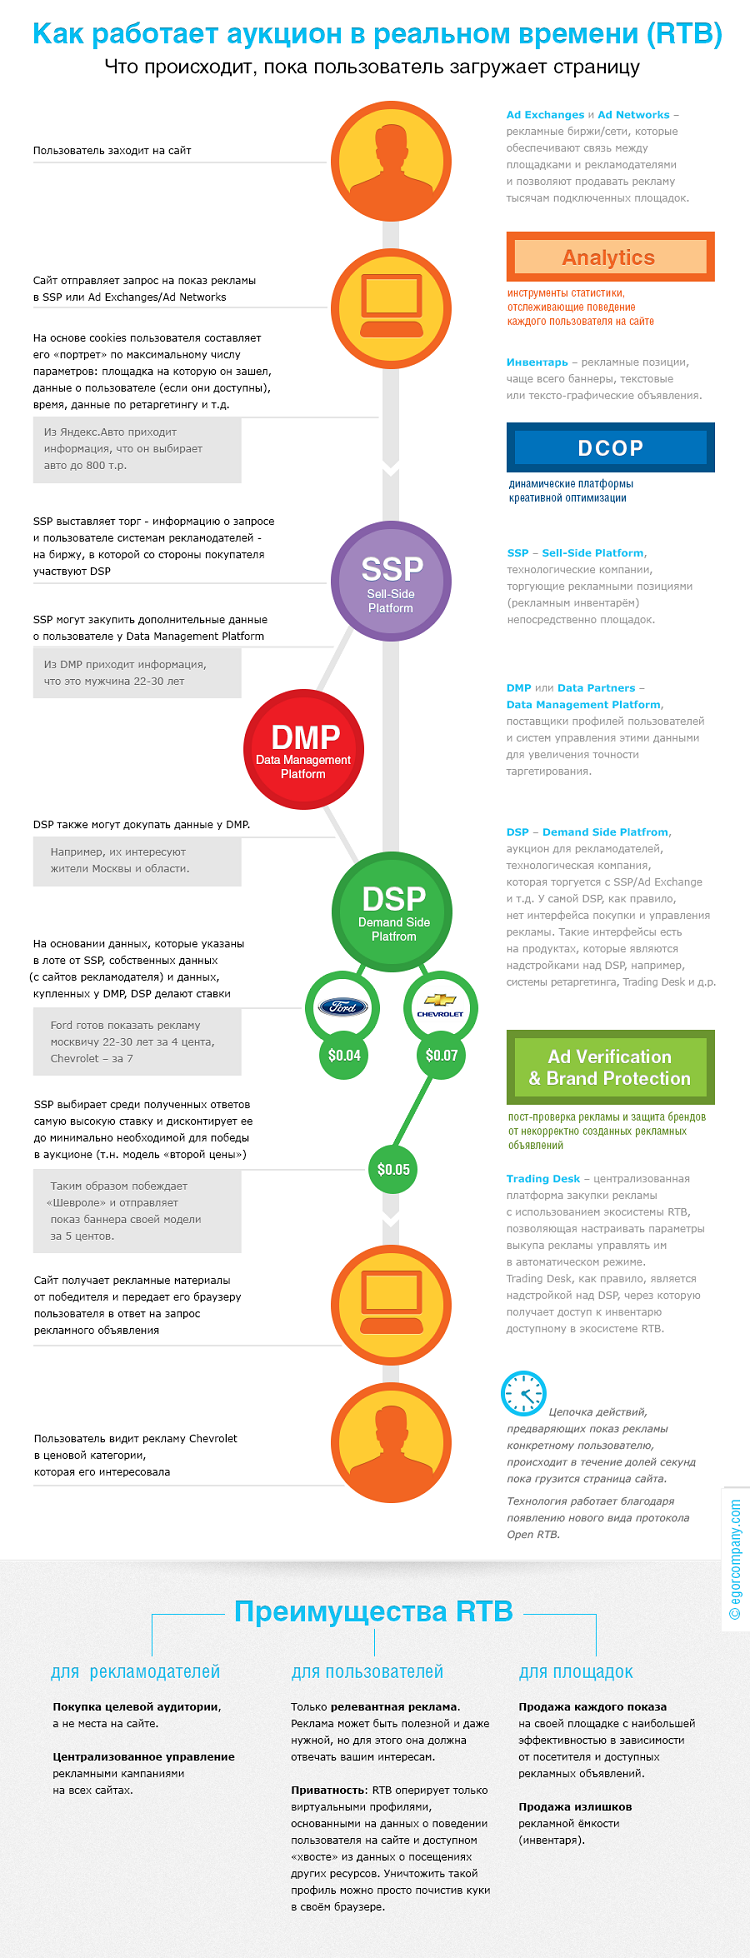 Как работает аукцион в реальном времени (RTB)
Что происходит, пока пользователь загружает страницу
Пользователь заходит на сайт
Сайт отправляет запрос на показ рекламы
в SSP или Ad Exchanges/Ad Networks
На основе cookies пользователя составляет
его «портрет» по максимальному числу
параметров: площадка на которую он зашел,
данные о пользователе (если они доступны),
время, данные по ретаргетингу и т.д.
Из Яндекс.Авто приходит
информация, что он выбирает
авто до 800 т.р.
SSP выставляет торг - информацию о запросе
и пользователе системам рекламодателей -
на биржу, в которой со стороны покупателя
участвуют DSP
SSP
Sell-Side
Platform
SSP могут закупить дополнительные данные
о пользователе у Data Management Platform
Из DMP приходит информация,
что это мужчина 22-30 лет
DMP
Data Management
Platform
DSP также могут докупать данные у DMP.
Например, их интересуют
жители Москвы и области.
DSP
Demand Side
Platfrom
На основании данных, которые указаны
в лоте от SSP, собственных данных
(с сайтов рекламодателя) и данных,
купленных у DMP, DSP делают ставки
Ford
CHEVROLET
Ford готов показать рекламу
москвичу 22-30 лет за 4 цента,
Chevrolet – за 7
$0.04
$0.07
SSP выбирает среди полученных ответов
самую высокую ставку и дисконтирует ее
до минимально необходимой для победы
в аукционе (т.н. модель «второй цены»)
$0.05
Таким образом побеждает
«Шевроле» и отправляет
показ баннера своей модели
за 5 центов.
Сайт получает рекламные материалы
от победителя и передает его браузеру
пользователя в ответ на запрос
рекламного объявления
Пользователь видит рекламу Chevrolet
в ценовой категории,
которая его интересовала
Ad Exchanges и Ad Networks –
рекламные биржи/сети, которые
обеспечивают связь между
площадками и рекламодателями
и позволяют продавать рекламу
тысячам подключенных площадок.
Analytics
инструменты статистики,
отслеживающие поведение
каждого пользователя на сайте
Инвентарь – рекламные позиции,
чаще всего баннеры, текстовые
или тексто-графические объявления.
DCOP
динамические платформы
креативной оптимизации
SSP – Sell-Side Platform,
технологические компании,
торгующие рекламными позициями
(рекламным инвентарём)
непосредственно площадок.
DMP или Data Partners –
Data Management Platform,
поставщики профилей пользователей
и систем управления этими данными
для увеличения точности
таргетирования.
DSP – Demand Side Platfrom,
аукцион для рекламодателей,
технологическая компания,
которая торгуется с SSP/Ad Exchange
и т.д. У самой DSP, как правило,
нет интерфейса покупки и управления
рекламы. Такие интерфейсы есть
на продуктах, которые являются
надстройками над DSP, например,
системы ретаргетинга, Trading Desk и д.р.
Ad Verification
& Brand Protection
пост-проверка рекламы и защита брендов
от некорректно созданных рекламных
объявлений
Trading Desk – централизованная
платформа закупки рекламы
с использованием экосистемы RTB,
позволяющая настраивать параметры
выкупа рекламы управлять им
в автоматическом режиме.
Trading Desk, как правило, является
надстройкой над DSP, через которую
получает доступ к инвентарю
доступному в экосистеме RTB.
Цепочка действий,
предваряющих показ рекламы
конкретному пользователю,
происходит в течение долей секунд
пока грузится страница сайта.
Технология работает благодаря
появлению нового вида протокола
Open RTB.
© egorcompany.com
Преимущества RTB
для рекламодателей
Покупка целевой аудитории,
а не места на сайте.
Централизованное управление
рекламными кампаниями
на всех сайтах.
для пользователей
Только релевантная реклама.
Реклама может быть полезной и даже
нужной, но для этого она должна
отвечать вашим интересам.
Приватность: RTB оперирует только
виртуальными профилями,
основанными на данных о поведении
пользователя на сайте и доступном
«хвосте» из данных о посещениях
других ресурсов. Уничтожить такой
профиль можно просто почистив куки
в своём браузере.
для площадок
Продажа каждого показа
на своей площадке с наибольшей
эффективностью в зависимости
от посетителя и доступных
рекламных объявлений.
Продажа излишков
рекламной ёмкости
(инвентаря).